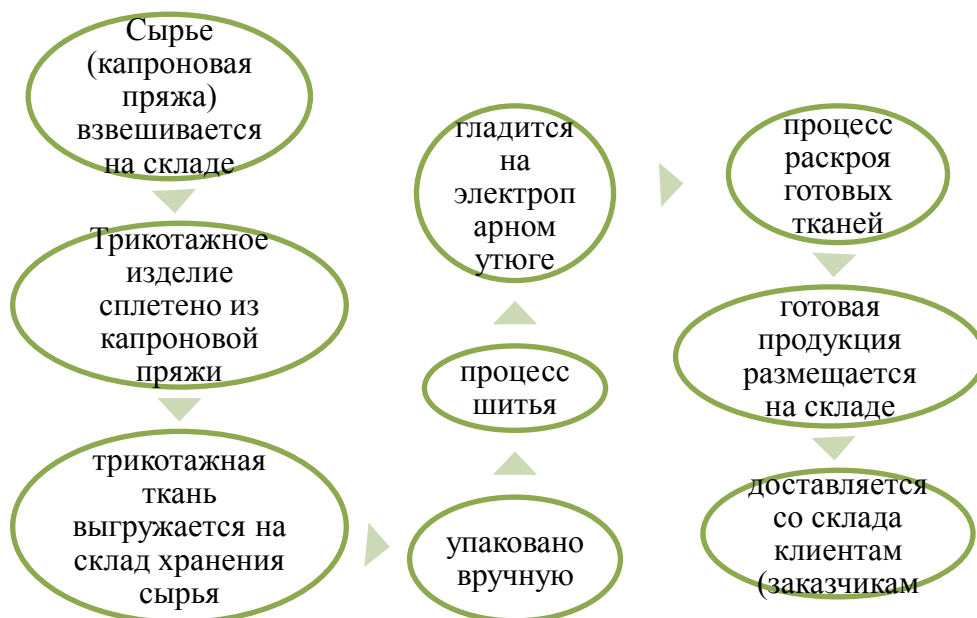 Сырье
(капроновая
пряжа)
взвешивается
на складе
Трикотажное
изделие
сплетено из
капроновой
пряжи
трикотажная
ткань
выгружается на
склад хранения
сырья
упаковано
вручную
процесс
шитья
гладится
на
электроп
арном
утюге
процесс
раскроя
готовых
тканей
готовая
продукция
размещается
на складе
доставляется
со склада
клиентам
(заказчикам